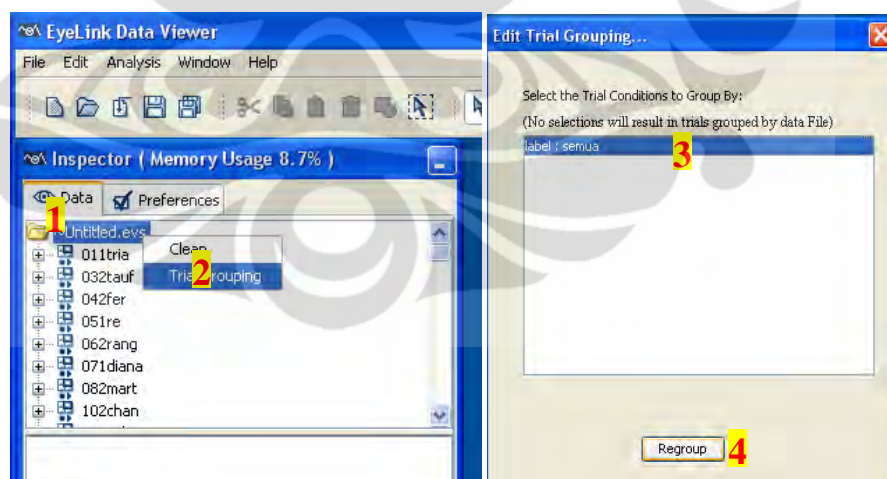 EyeLink Data Viewer
File Edit Analysis Window Help
Inspector ( Memory Usage 8.7% )
Data Preferences
1
Untitled.evs
Clean
2
Trial Grouping
011tria
032tauf
042fer
051re
062rang
071diana
082mart
102chan
Edit Trial Grouping...
Select the Trial Conditions to Group By:
(No selections will result in trials grouped by data File)
label : semua
3
Regroup 4